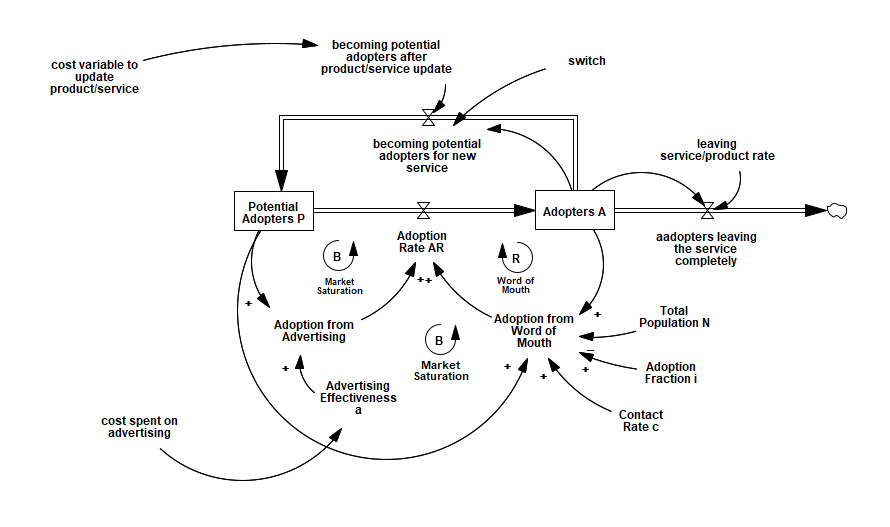 cost variable to
update
product/service
becoming potential
adopters after
product/service update
switch
becoming potential
adopters for new
service
leaving
service/product rate
Potential
Adopters P
Adopters A
Adoption
Rate AR
aadopters leaving
the service
completely
B
Market
Saturation
R
Word of
Mouth
+ +
+
Adoption from
Advertising
Adoption from
Word of
Mouth
+
Total
Population N
–
B
Market
Saturation
+
+
+
+
Adoption
Fraction i
Advertising
Effectiveness
a
Contact
Rate c
cost spent on
advertising